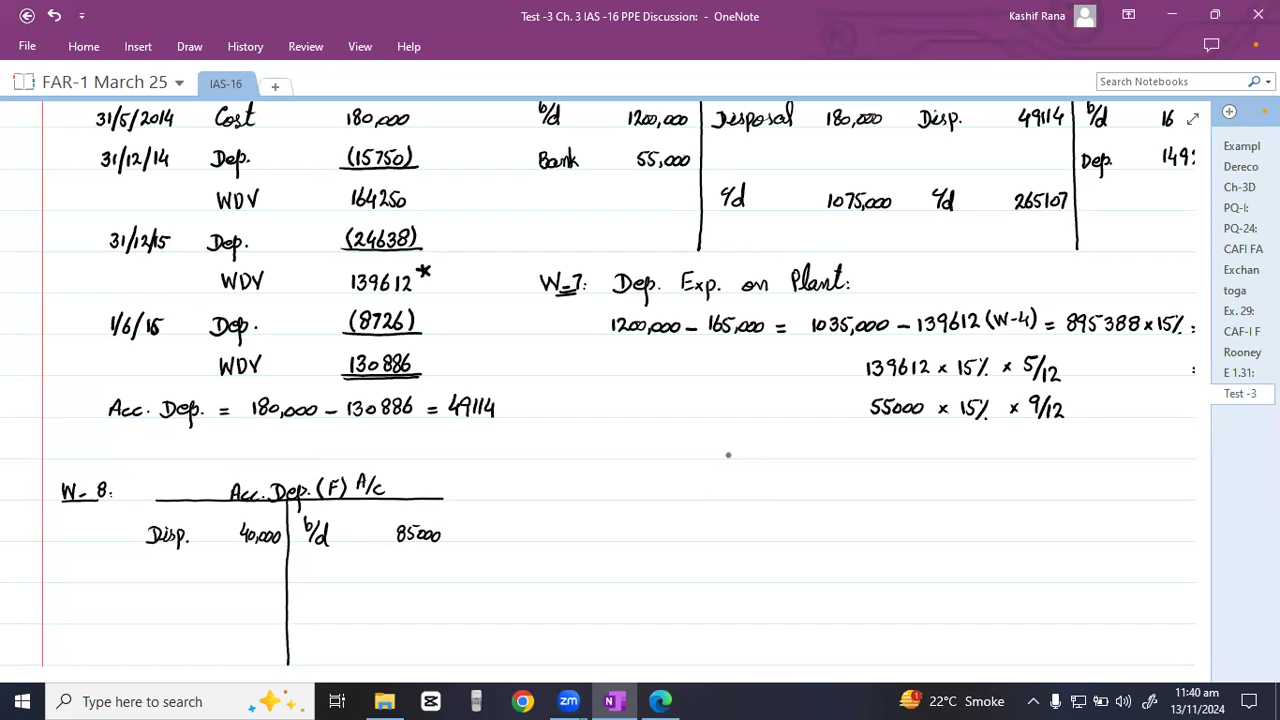 Test -3 Ch. 3 IAS -16 PPE Discussion: - OneNote
Kashif Rana
File Home Insert Draw History Review View Help
FAR-1 March 25
IAS-16
Search Notebooks
31/5/2014 Cost 180,000
31/12/14 Dep. (15750)
WDV 164250
31/12/15 Dep. (24638)
WDV 139612*
1/6/16 Dep. (8726)
WDV 130886
Acc. Dep. = 180,000 - 130886 = 49114
b/d 1200,000 Disposal 180,000 Disp. 49114 b/d 16
Bank 55,000 Dep. 149
c/d 1075,000 c/d 265107
W-7: Dep. Exp. on Plant:
1200,000 - 165,000 = 1035,000 - 139612 (W-4) = 895388 x 15% =
139612 x 15% x 5/12 :
55000 x 15% x 9/12
W-8: Acc. Dep. (F) A/c
Disp. 40,000 b/d 85000
Exampl
Dereco
Ch-3D
PQ-I:
PQ-24:
CAFI FA
Exchan
toga
Ex. 29:
CAF-I F
Rooney
E 1.31:
Test -3
Type here to search
22°C Smoke
11:40 am
13/11/2024